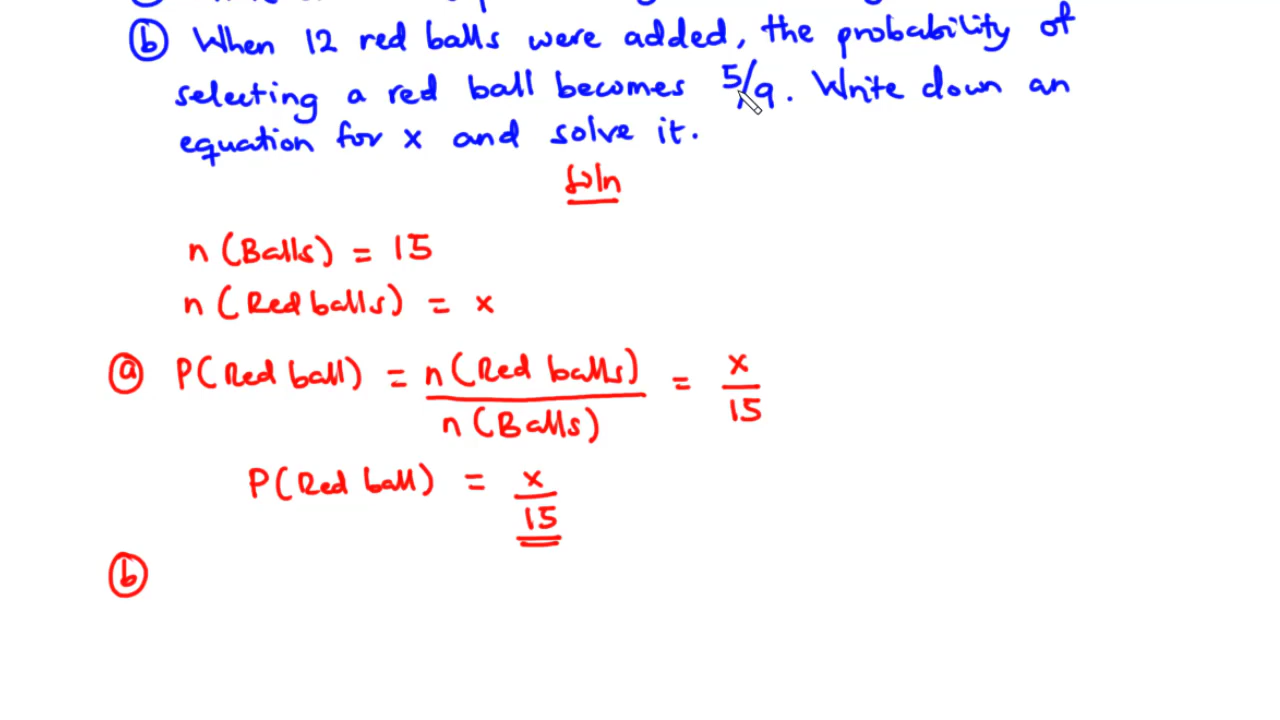 ⓑ When 12 red balls were added, the probability of
selecting a red ball becomes 5/9. Write down an
equation for x and solve it.
Soln
n (Balls) = 15
n (Red balls) = x
ⓐ P(Red ball) = n (Red balls) / n (Balls) = x / 15
P(Red ball) = x / 15
ⓑ